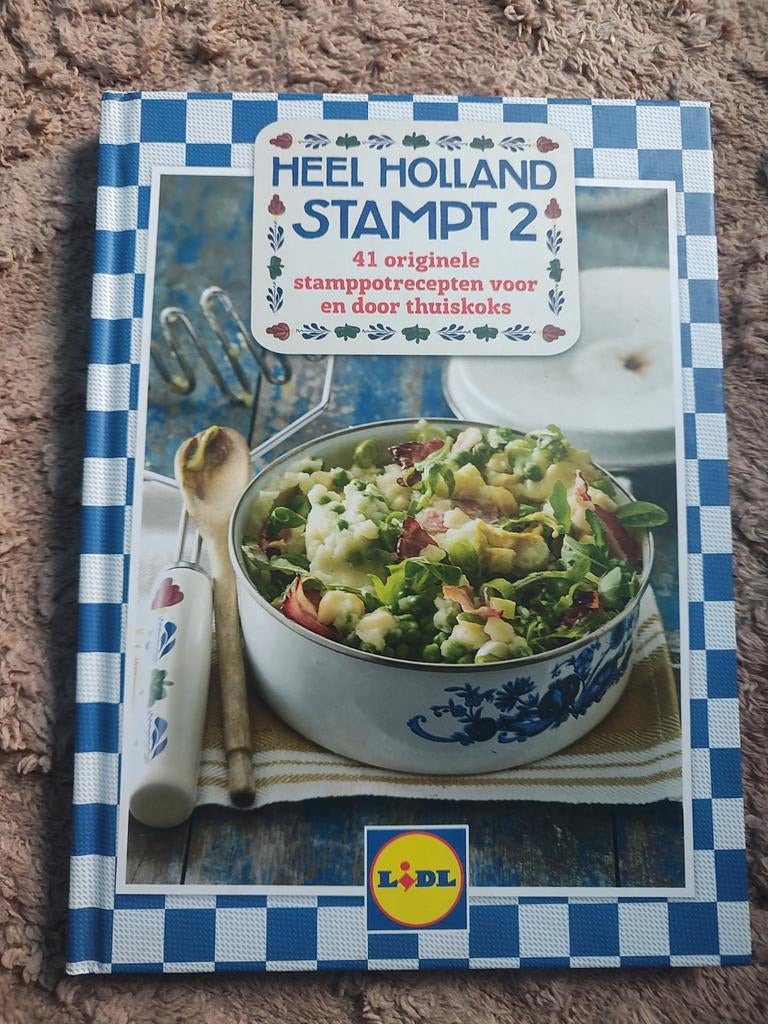 HEEL HOLLAND
STAMPT 2
41 originele
stamppotrecepten voor
en door thuiskoks
LIDL